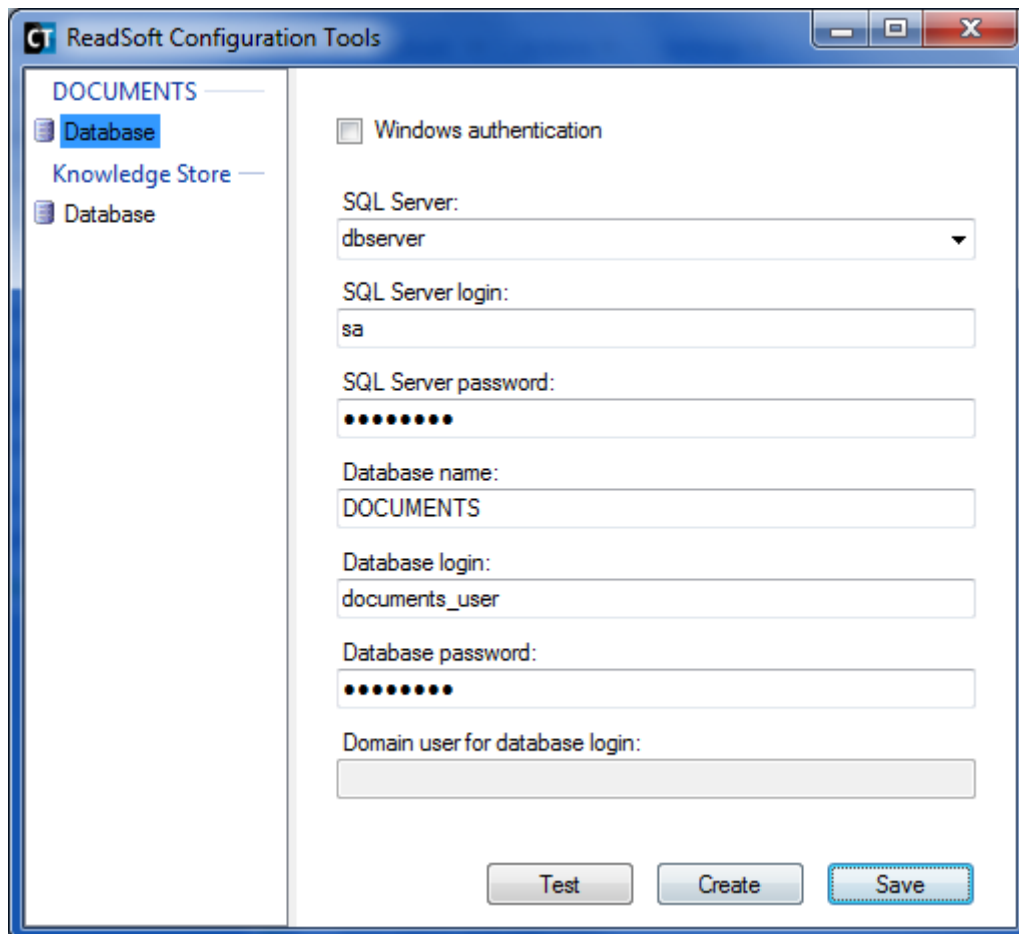 CT ReadSoft Configuration Tools
DOCUMENTS
Database
Knowledge Store
Database
Windows authentication
SQL Server:
dbserver
SQL Server login:
sa
SQL Server password:
●●●●●●●●
Database name:
DOCUMENTS
Database login:
documents_user
Database password:
●●●●●●●●
Domain user for database login:
Test Create Save